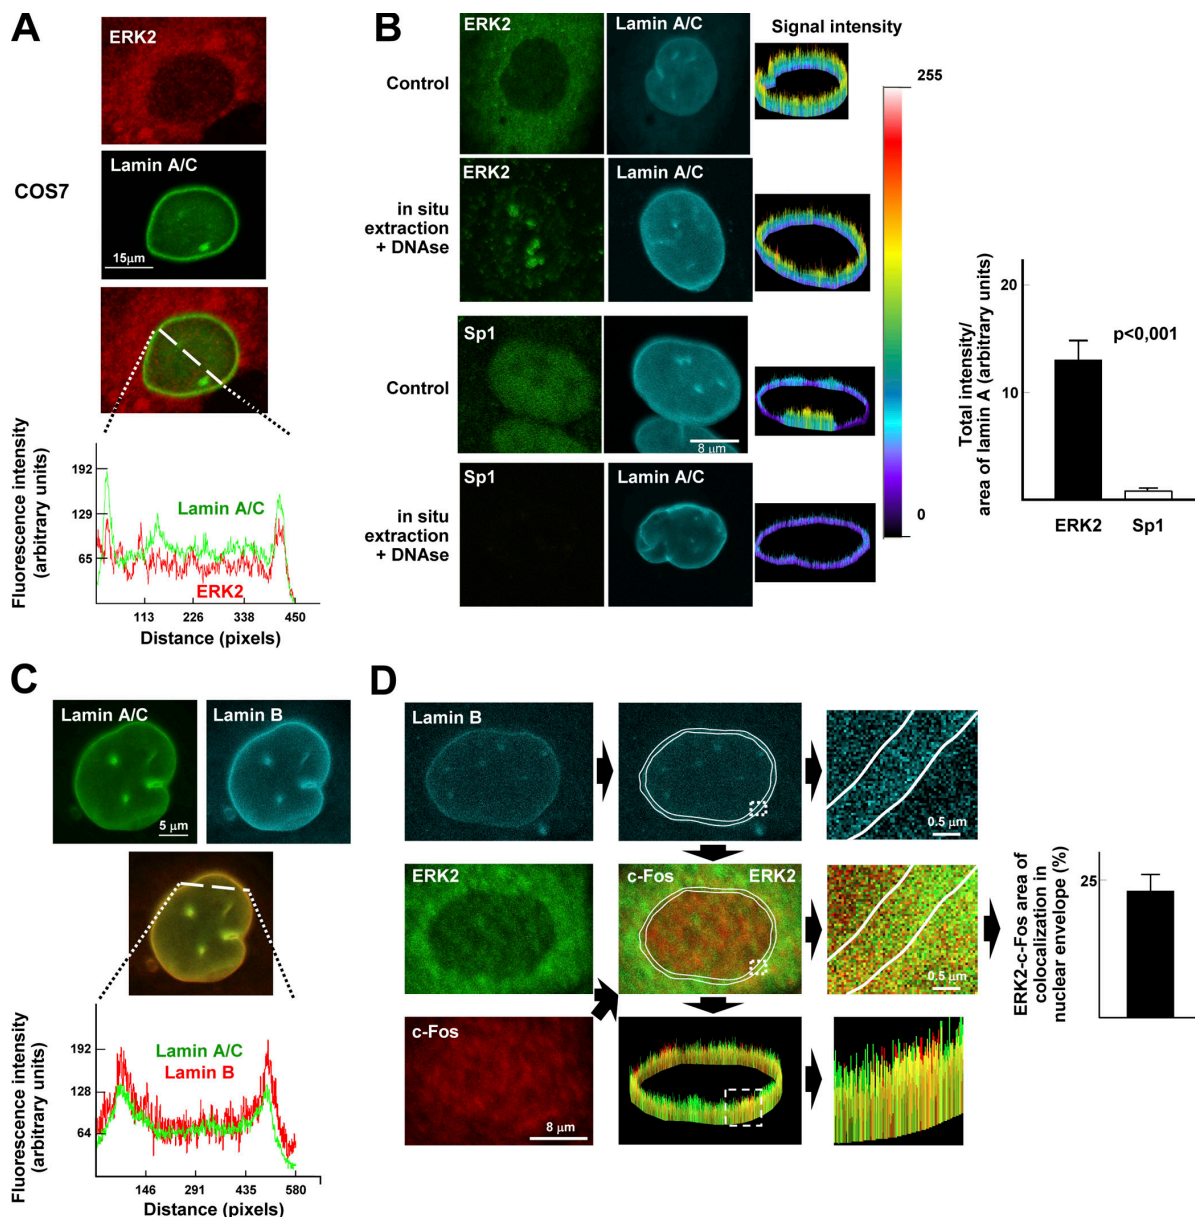 A
ERK2
Lamin A/C
COS7
15μm
Fluorescence intensity
(arbitrary units)
192
129
65
Lamin A/C
ERK2
113
226
338
450
Distance (pixels)
B
ERK2
Lamin A/C
Signal intensity
Control
255
ERK2
Lamin A/C
in situ
extraction
+ DNAse
Sp1
Control
8 μm
Sp1
Lamin A/C
in situ
extraction
+ DNAse
0
Total intensity/
area of lamin A (arbitrary units)
20
10
p<0,001
ERK2
Sp1
C
Lamin A/C
Lamin B
5 μm
Fluorescence intensity
(arbitrary units)
192
128
64
Lamin A/C
Lamin B
146
291
435
580
Distance (pixels)
D
Lamin B
0.5 μm
ERK2
c-Fos
ERK2
0.5 μm
c-Fos
8 μm
ERK2-c-Fos area of
colocalization in
nuclear envelope (%)
25